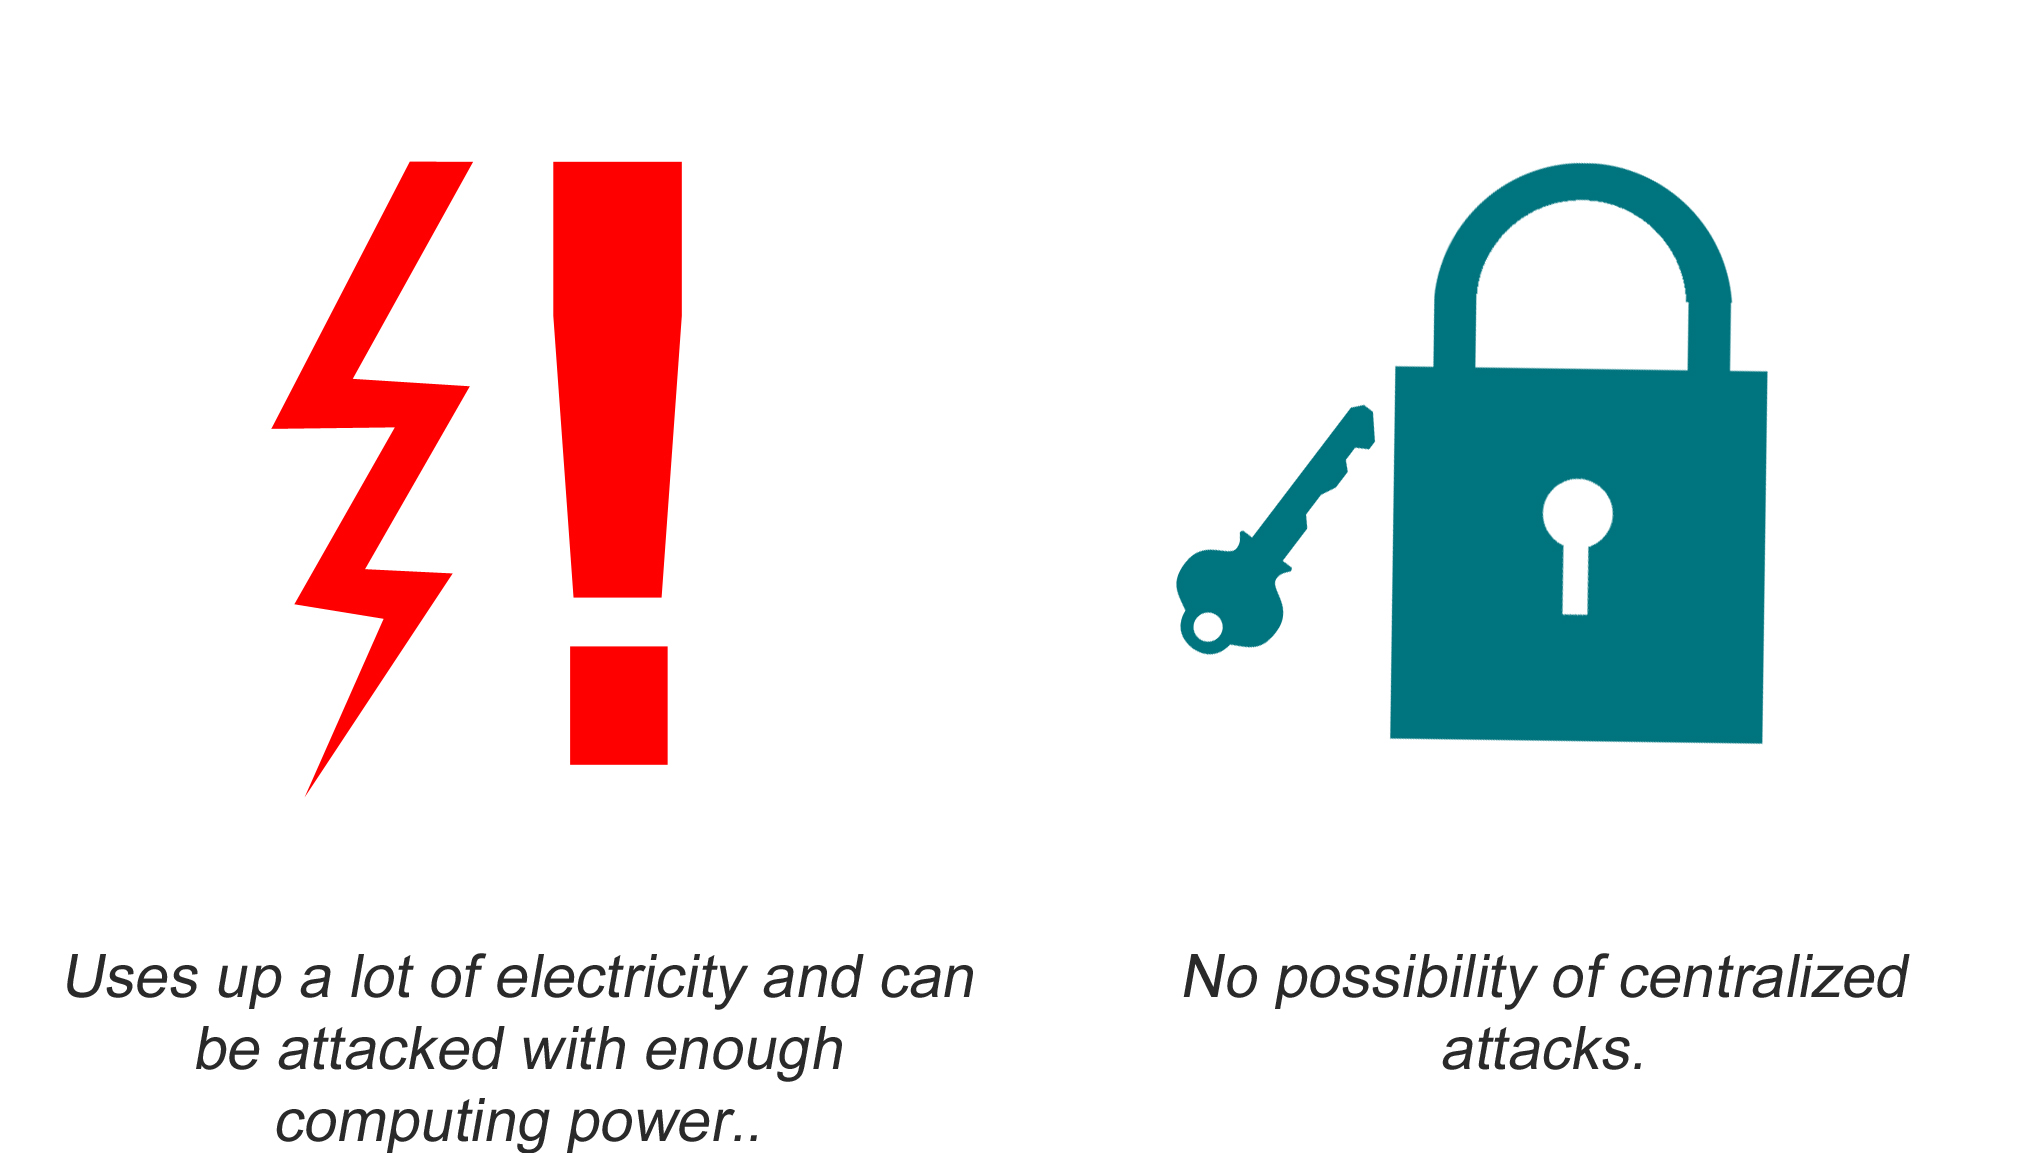 Uses up a lot of electricity and can
be attacked with enough
computing power..
No possibility of centralized
attacks.